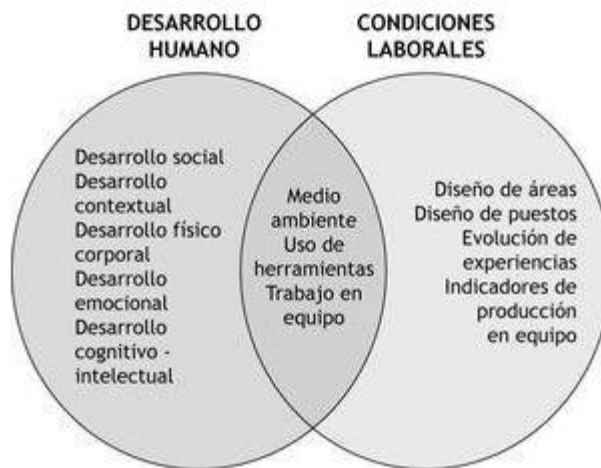 DESARROLLO
HUMANO
CONDICIONES
LABORALES
Desarrollo social
Desarrollo
contextual
Desarrollo físico
corporal
Desarrollo
emocional
Desarrollo
cognitivo -
intelectual
Medio
ambiente
Uso de
herramientas
Trabajo en
equipo
Diseño de áreas
Diseño de puestos
Evolución de
experiencias
Indicadores de
producción
en equipo